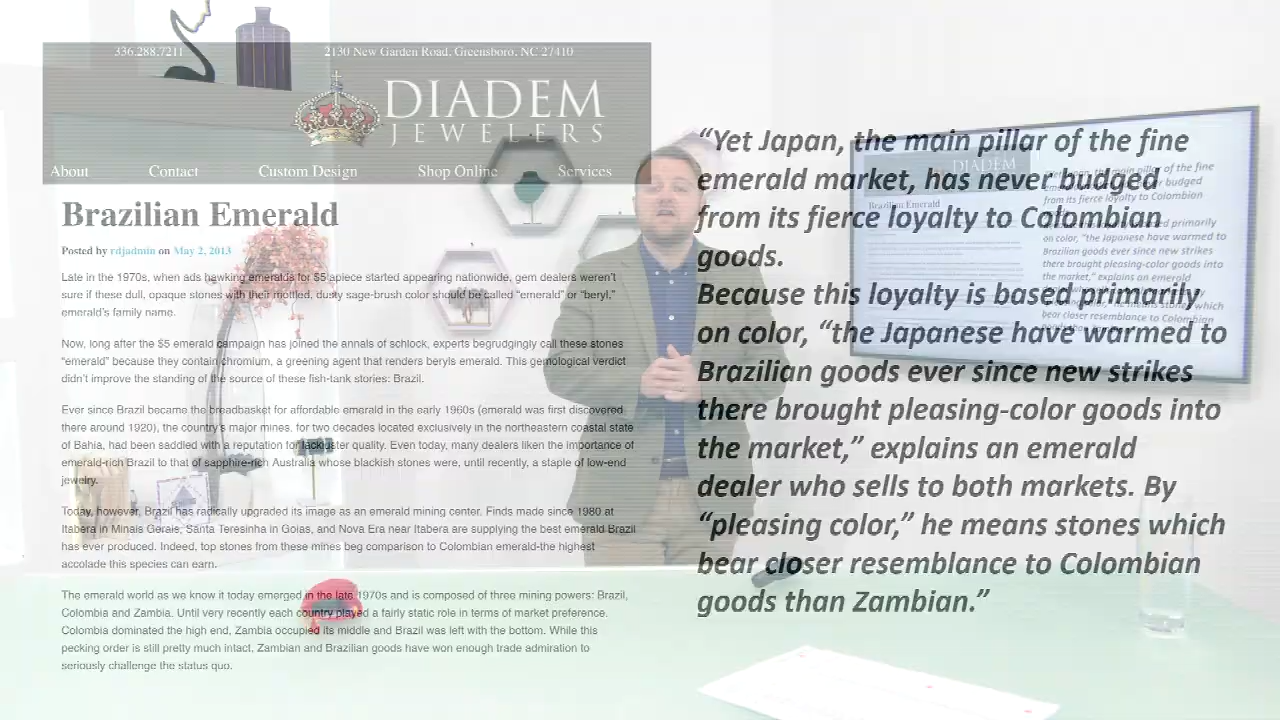 336.288.7211
2130 New Garden Road, Greensboro, NC 27410
DIADEM
JEWELERS
About
Contact
Custom Design
Shop Online
Services
Brazilian Emerald
Posted by rdjadmin on May 2, 2013
Late in the 1970s, when ads hawking emeralds for $5 apiece started appearing nationwide, gem dealers weren't
sure if these dull, opaque stones with their mottled, dusky sage-brush color should be called “emerald” or “beryl,”
emerald's family name.
Now, long after the $5 emerald campaign has joined the annals of schlock, experts begrudgingly call these stones
“emerald” because they contain chromium, a greening agent that renders beryls emerald. This gemological verdict
didn't improve the standing of the source of these fish-tank stories: Brazil.
Ever since Brazil became the breadbasket for affordable emerald in the early 1960s (emerald was first discovered
there around 1920), the country's major mines, for two decades located exclusively in the northeastern coastal state
of Bahia, had been saddled with a reputation for lackluster quality. Even today, many dealers liken the importance of
emerald-rich Brazil to that of sapphire-rich Australia whose blackish stones were, until recently, a staple of low-end
jewelry.
Today, however, Brazil has radically upgraded its image as an emerald mining center. Finds made since 1980 at
Itabera in Minais Gerais, Santa Teresinha in Goias, and Nova Era near Itabera are supplying the best emerald Brazil
has ever produced. Indeed, top stones from these mines beg comparison to Colombian emerald-the highest
accolade this species can earn.
The emerald world as we know it today emerged in the late 1970s and is composed of three mining powers: Brazil,
Colombia and Zambia. Until very recently each country played a fairly static role in terms of market preference.
Colombia dominated the high end, Zambia occupied its middle and Brazil was left with the bottom. While this
pecking order is still pretty much intact, Zambian and Brazilian goods have won enough trade admiration to
seriously challenge the status quo.
“Yet Japan, the main pillar of the fine
emerald market, has never budged
from its fierce loyalty to Colombian
goods.
Because this loyalty is based primarily
on color, “the Japanese have warmed to
Brazilian goods ever since new strikes
there brought pleasing-color goods into
the market,” explains an emerald
dealer who sells to both markets. By
“pleasing color,” he means stones which
bear closer resemblance to Colombian
goods than Zambian.”